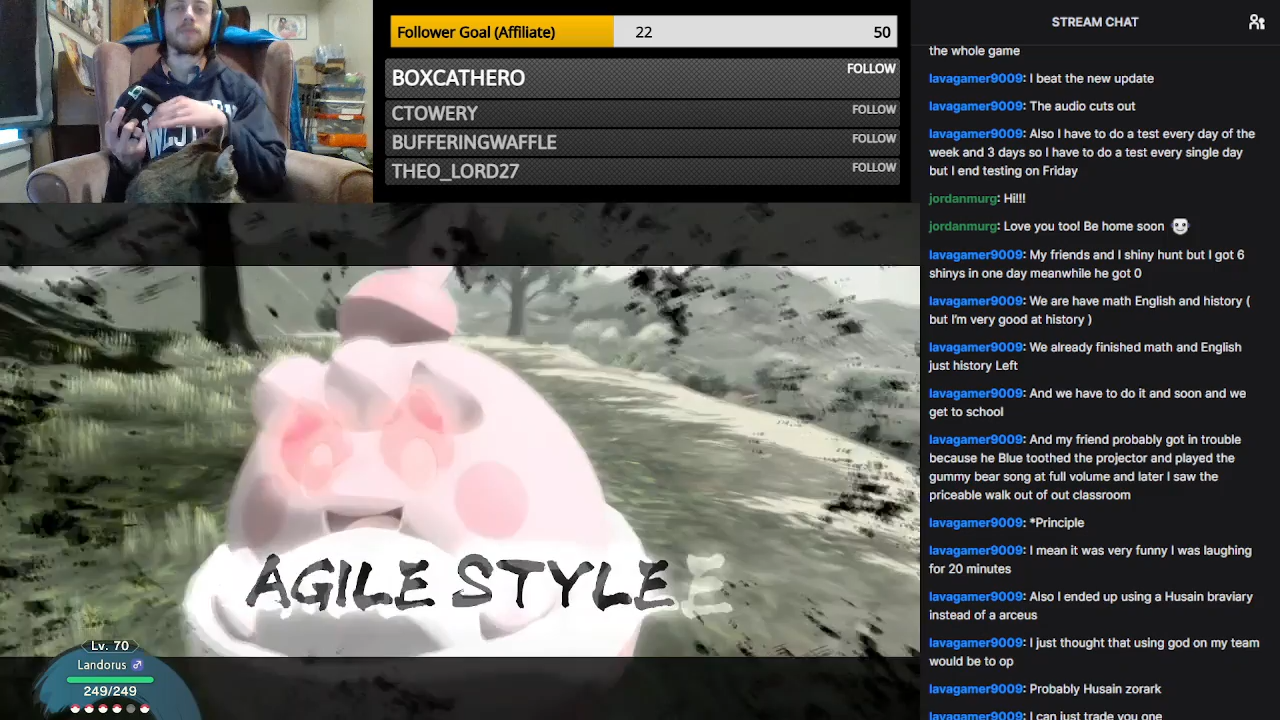 Follower Goal (Affiliate) 22 50
BOXCATHERO FOLLOW
CTOWERY FOLLOW
BUFFERINGWAFFLE FOLLOW
THEO_LORD27 FOLLOW
AGILE STYLE
Lv. 70
Landorus ♂
249/249
STREAM CHAT
the whole game
lavagamer9009: I beat the new update
lavagamer9009: The audio cuts out
lavagamer9009: Also I have to do a test every day of the
week and 3 days so I have to do a test every single day
but I end testing on Friday
jordanmurg: Hi!!!
jordanmurg: Love you too! Be home soon
lavagamer9009: My friends and I shiny hunt but I got 6
shinys in one day meanwhile he got 0
lavagamer9009: We are have math English and history (
but I'm very good at history )
lavagamer9009: We already finished math and English
just history Left
lavagamer9009: And we have to do it and soon and we
get to school
lavagamer9009: And my friend probably got in trouble
because he Blue toothed the projector and played the
gummy bear song at full volume and later I saw the
priceable walk out of out classroom
lavagamer9009: *Principle
lavagamer9009: I mean it was very funny I was laughing
for 20 minutes
lavagamer9009: Also I ended up using a Husain braviary
instead of a arceus
lavagamer9009: I just thought that using god on my team
would be to op
lavagamer9009: Probably Husain zorark
lavagamer9009: I can just trade you one